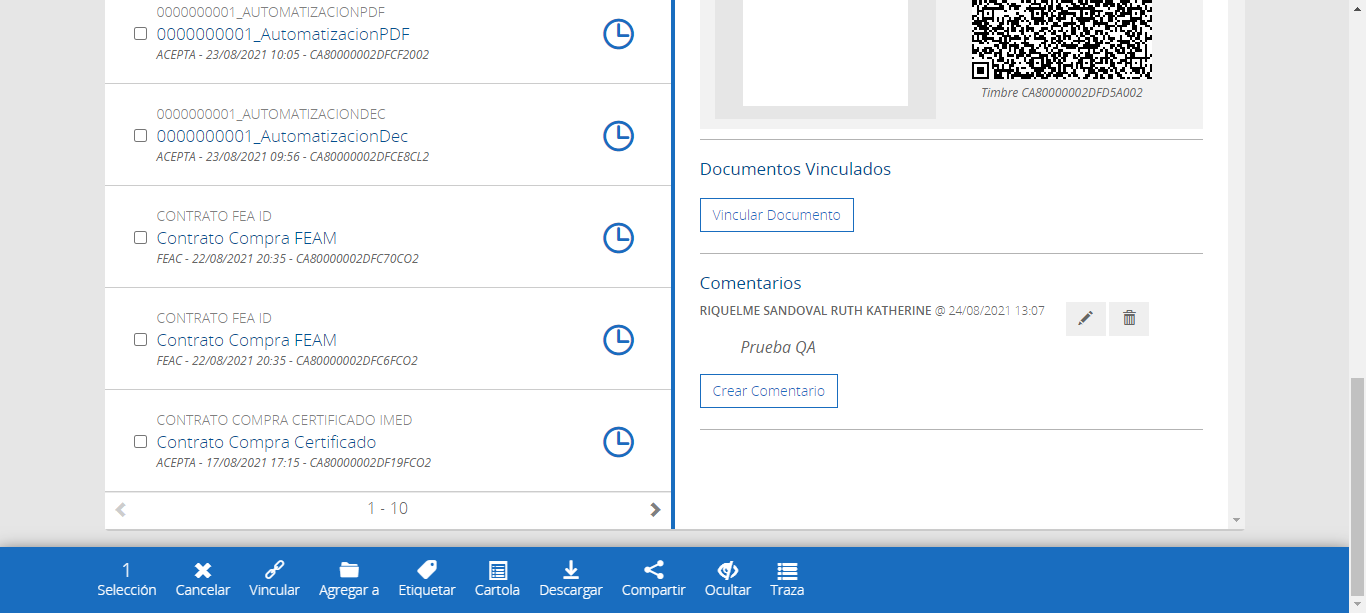 0000000001_AUTOMATIZACIONPDF
0000000001_AutomatizacionPDF
ACEPTA - 23/08/2021 10:05 - CA80000002DFCF2002
0000000001_AUTOMATIZACIONDEC
0000000001_AutomatizacionDec
ACEPTA - 23/08/2021 09:56 - CA80000002DFCE8CL2
CONTRATO FEA ID
Contrato Compra FEAM
FEAC - 22/08/2021 20:35 - CA80000002DFC70CO2
CONTRATO FEA ID
Contrato Compra FEAM
FEAC - 22/08/2021 20:35 - CA80000002DFC6FCO2
CONTRATO COMPRA CERTIFICADO IMED
Contrato Compra Certificado
ACEPTA - 17/08/2021 17:15 - CA80000002DF19FCO2
1 - 10
Timbre CA80000002DFD5A002
Documentos Vinculados
Vincular Documento
Comentarios
RIQUELME SANDOVAL RUTH KATHERINE @ 24/08/2021 13:07
Prueba QA
Crear Comentario
1
Selección Cancelar Vincular Agregar a Etiquetar Cartola Descargar Compartir Ocultar Traza